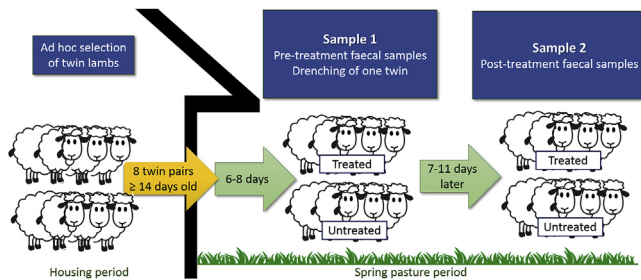 Ad hoc selection
of twin lambs
Sample 1
Pre-treatment faecal samples
Drenching of one twin
Sample 2
Post-treatment faecal samples
8 twin pairs
≥ 14 days old
6-8 days
Treated
Untreated
7-11 days
later
Treated
Untreated
Housing period
Spring pasture period